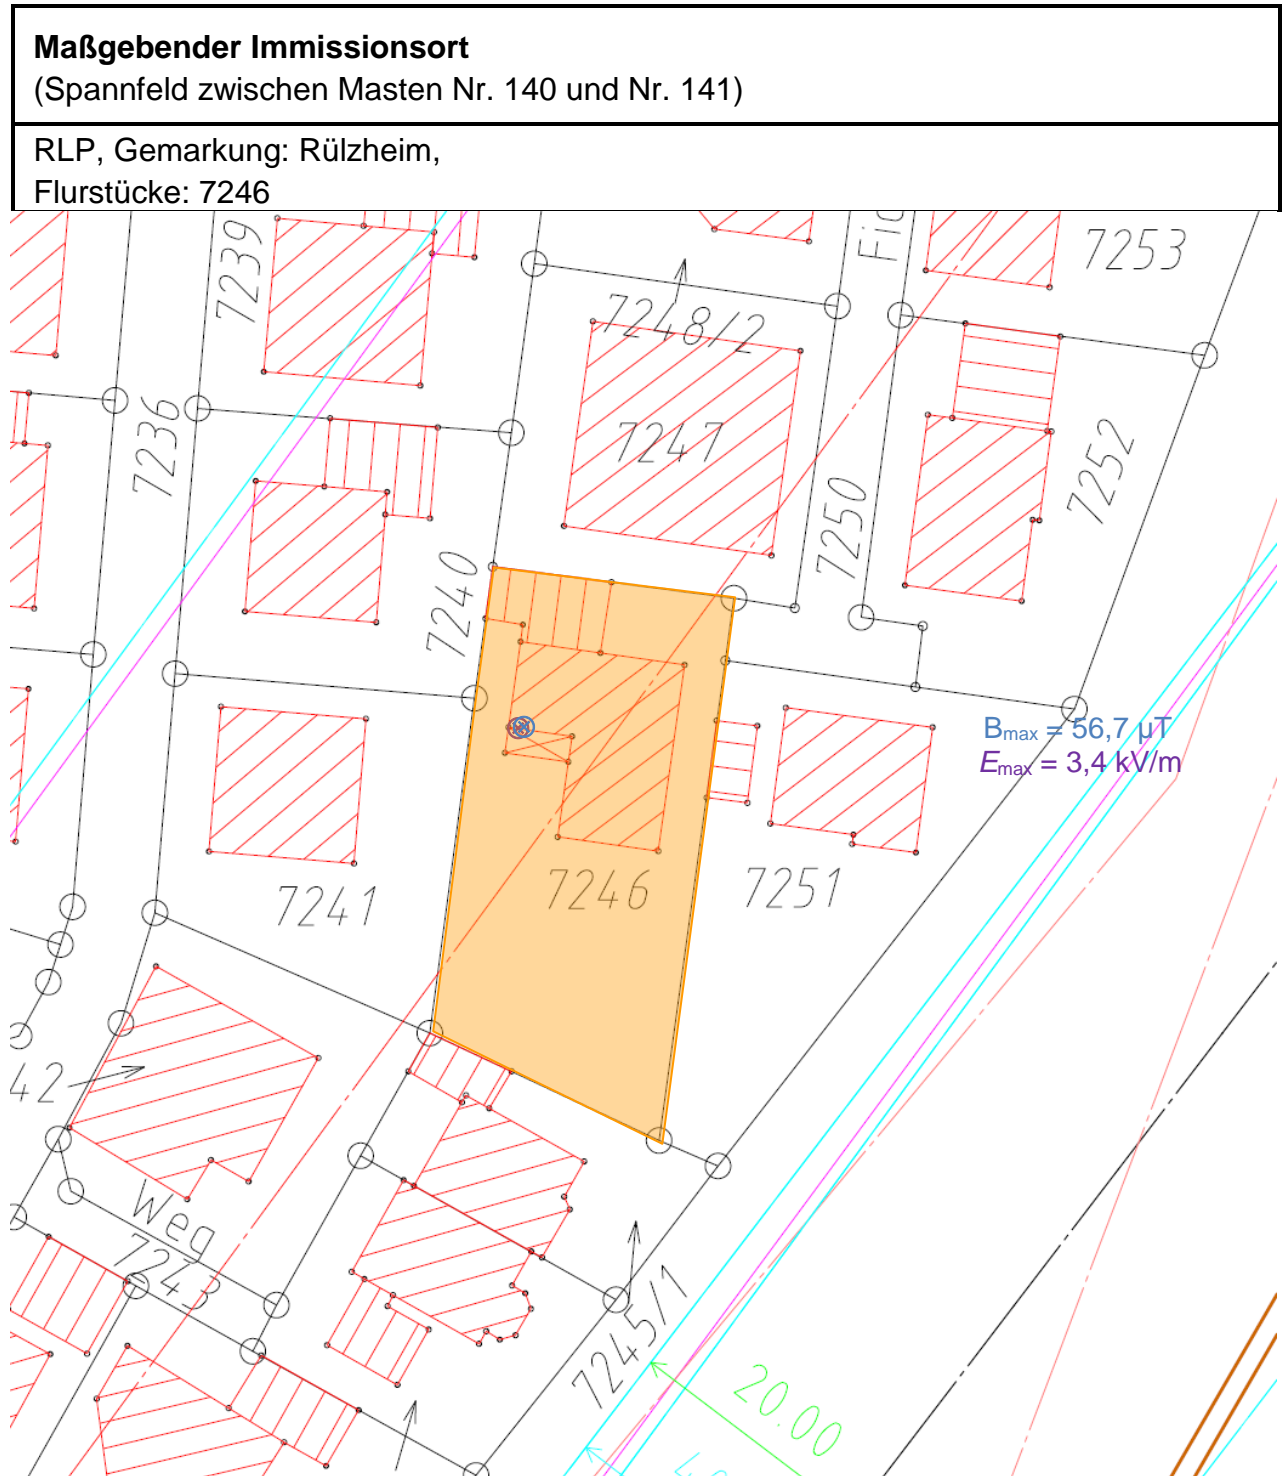 Maßgebender Immissionsort
(Spannfeld zwischen Masten Nr. 140 und Nr. 141)
RLP, Gemarkung: Rülzheim,
Flurstücke: 7246
7239
7253
7248/2
7236
7247
7250
7252
7240
Bmax = 56,7 µT
Emax = 3,4 kV/m
7241
7246
7251
42
Weg
7243
7245/1
20.00